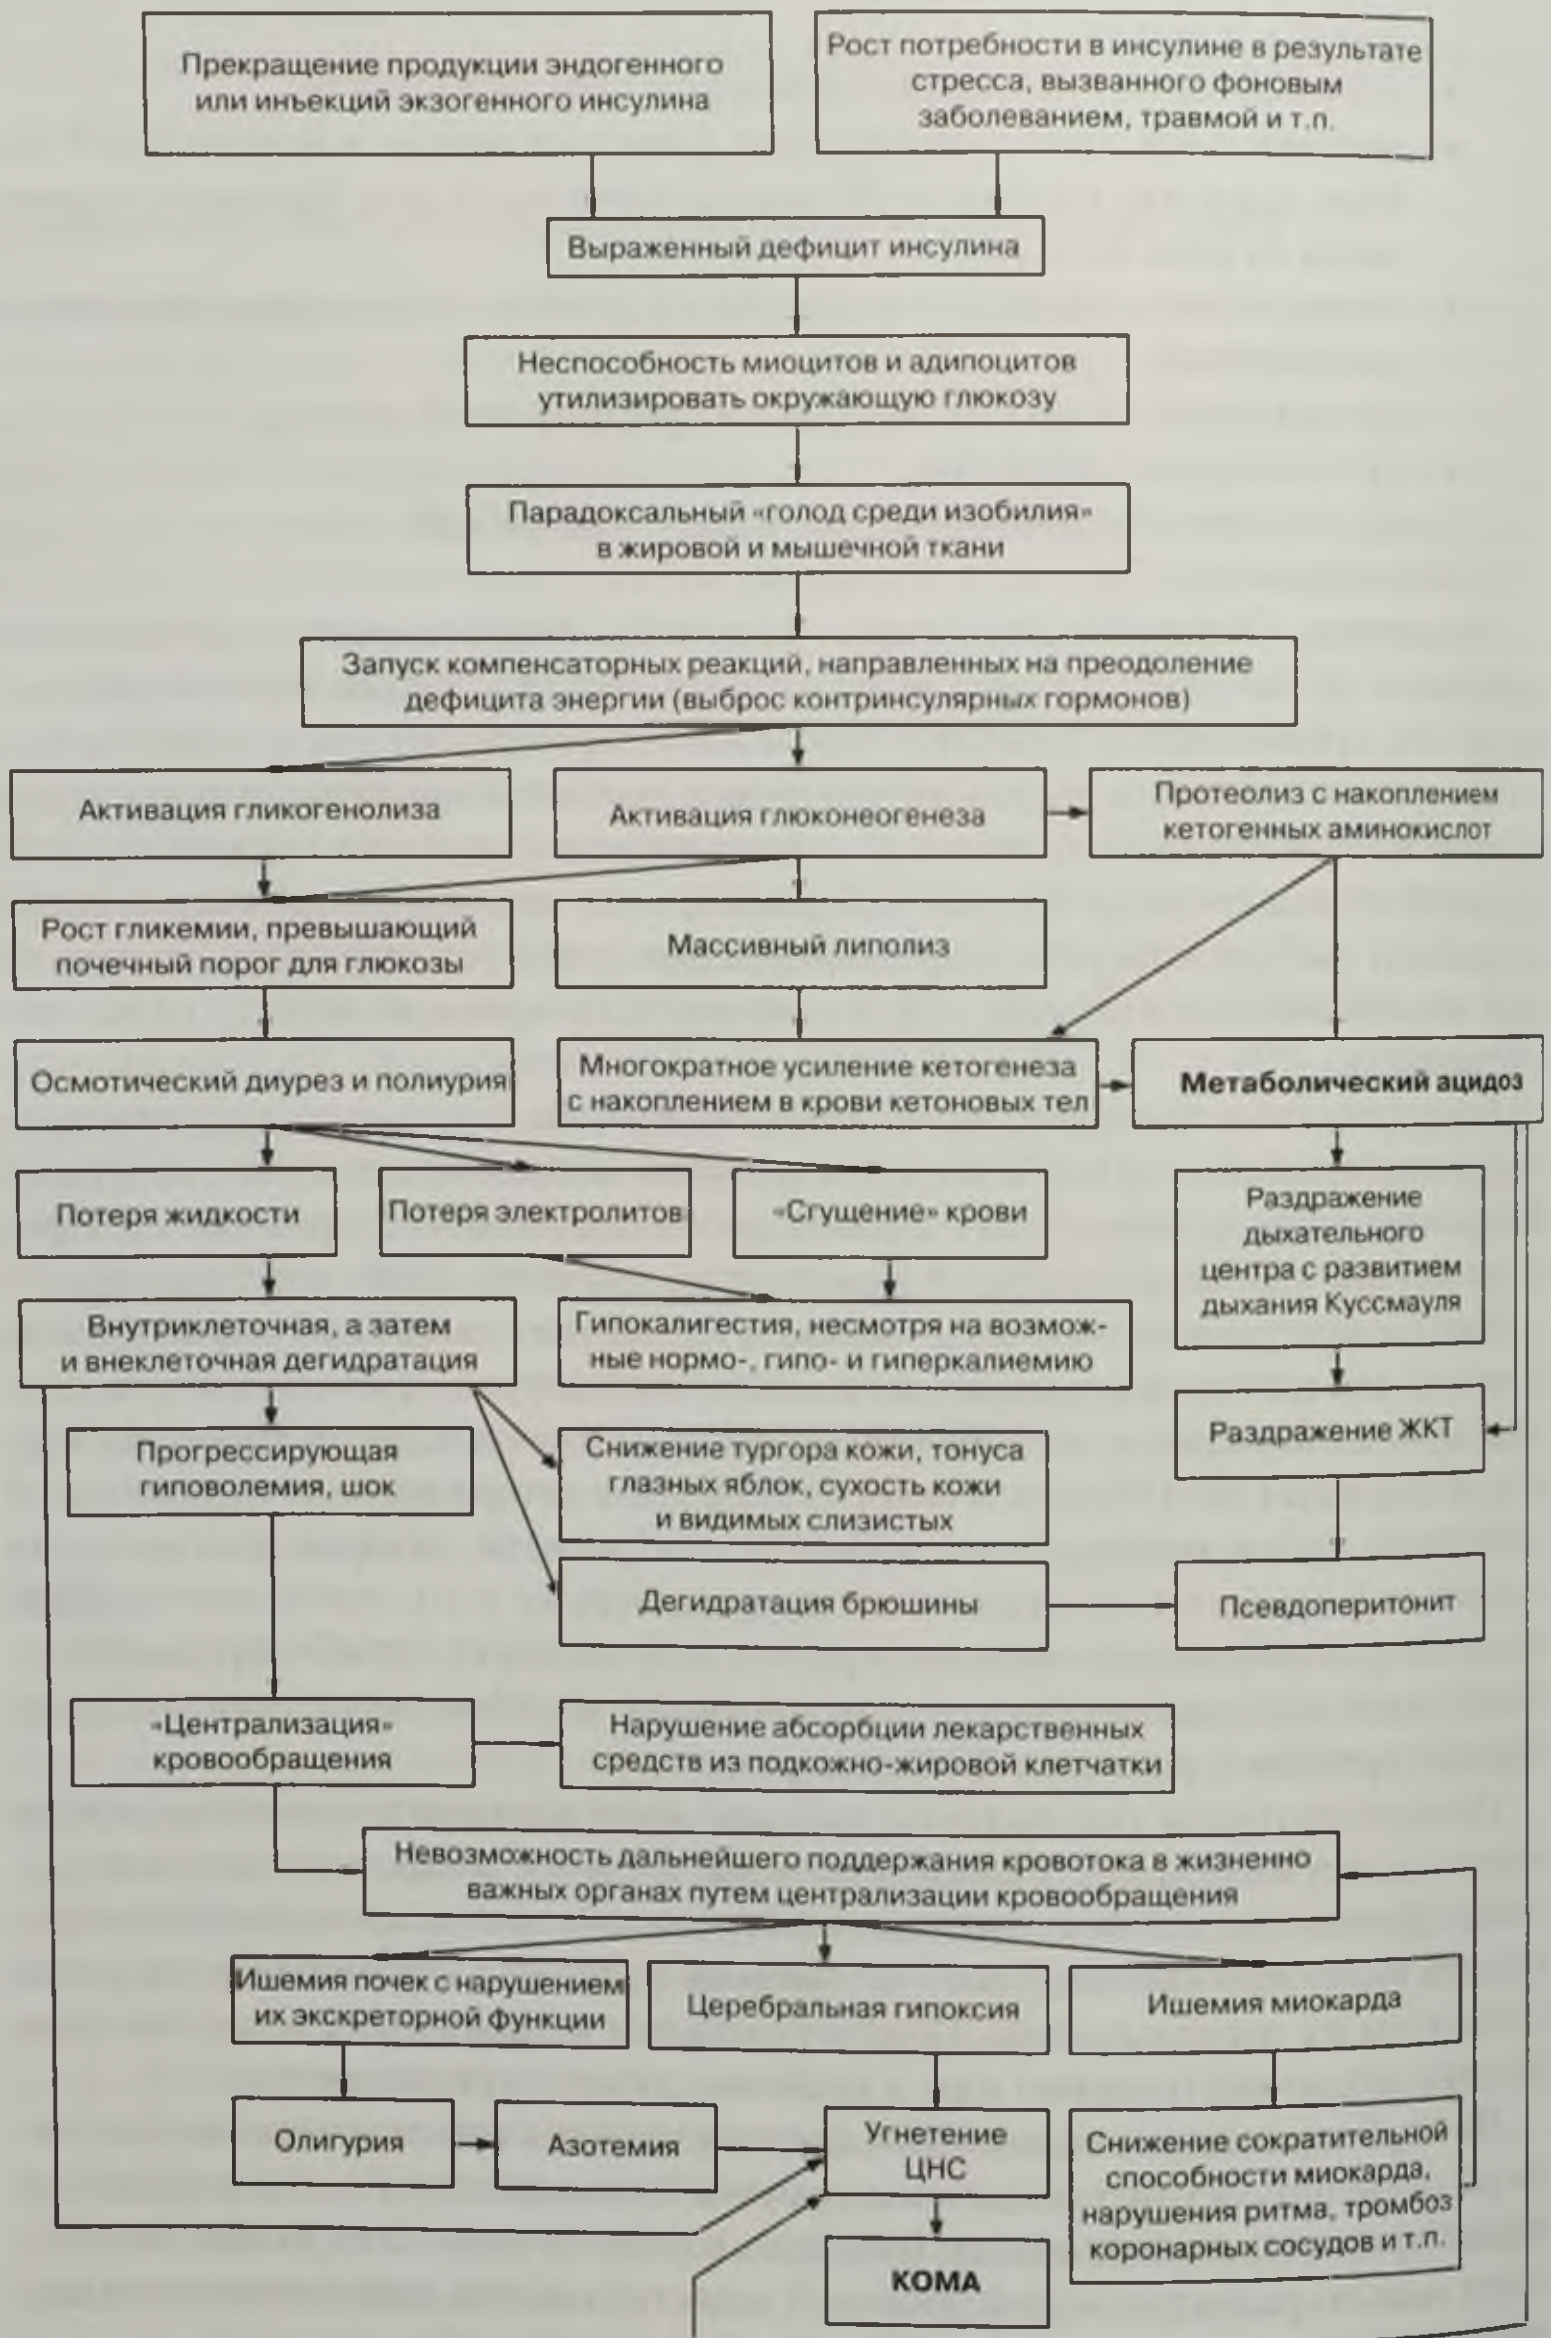 Прекращение продукции эндогенного
или инъекций экзогенного инсулина
Рост потребности в инсулине в результате
стресса, вызванного фоновым
заболеванием, травмой и т.п.
Выраженный дефицит инсулина
Неспособность миоцитов и адипоцитов
утилизировать окружающую глюкозу
Парадоксальный «голод среди изобилия»
в жировой и мышечной ткани
Запуск компенсаторных реакций, направленных на преодоление
дефицита энергии (выброс контринсулярных гормонов)
Активация гликогенолиза
Активация глюконеогенеза
Протеолиз с накоплением
кетогенных аминокислот
Рост гликемии, превышающий
почечный порог для глюкозы
Массивный липолиз
Осмотический диурез и полиурия
Многократное усиление кетогенеза
с накоплением в крови кетоновых тел
Метаболический ацидоз
Потеря жидкости
Потеря электролитов
«Сгущение» крови
Раздражение
дыхательного
центра с развитием
дыхания Куссмауля
Внутриклеточная, а затем
и внеклеточная дегидратация
Гипокалигестия, несмотря на возмож-
ные нормо-, гипо- и гиперкалиемию
Прогрессирующая
гиповолемия, шок
Снижение тургора кожи, тонуса
глазных яблок, сухость кожи
и видимых слизистых
Раздражение ЖКТ
Дегидратация брюшины
Псевдоперитонит
«Централизация»
кровообращения
Нарушение абсорбции лекарственных
средств из подкожно-жировой клетчатки
Невозможность дальнейшего поддержания кровотока в жизненно
важных органах путем централизации кровообращения
Ишемия почек с нарушением
их экскреторной функции
Церебральная гипоксия
Ишемия миокарда
Олигурия
Азотемия
Угнетение
ЦНС
Снижение сократительной
способности миокарда,
нарушения ритма, тромбоз
коронарных сосудов и т.п.
КОМА